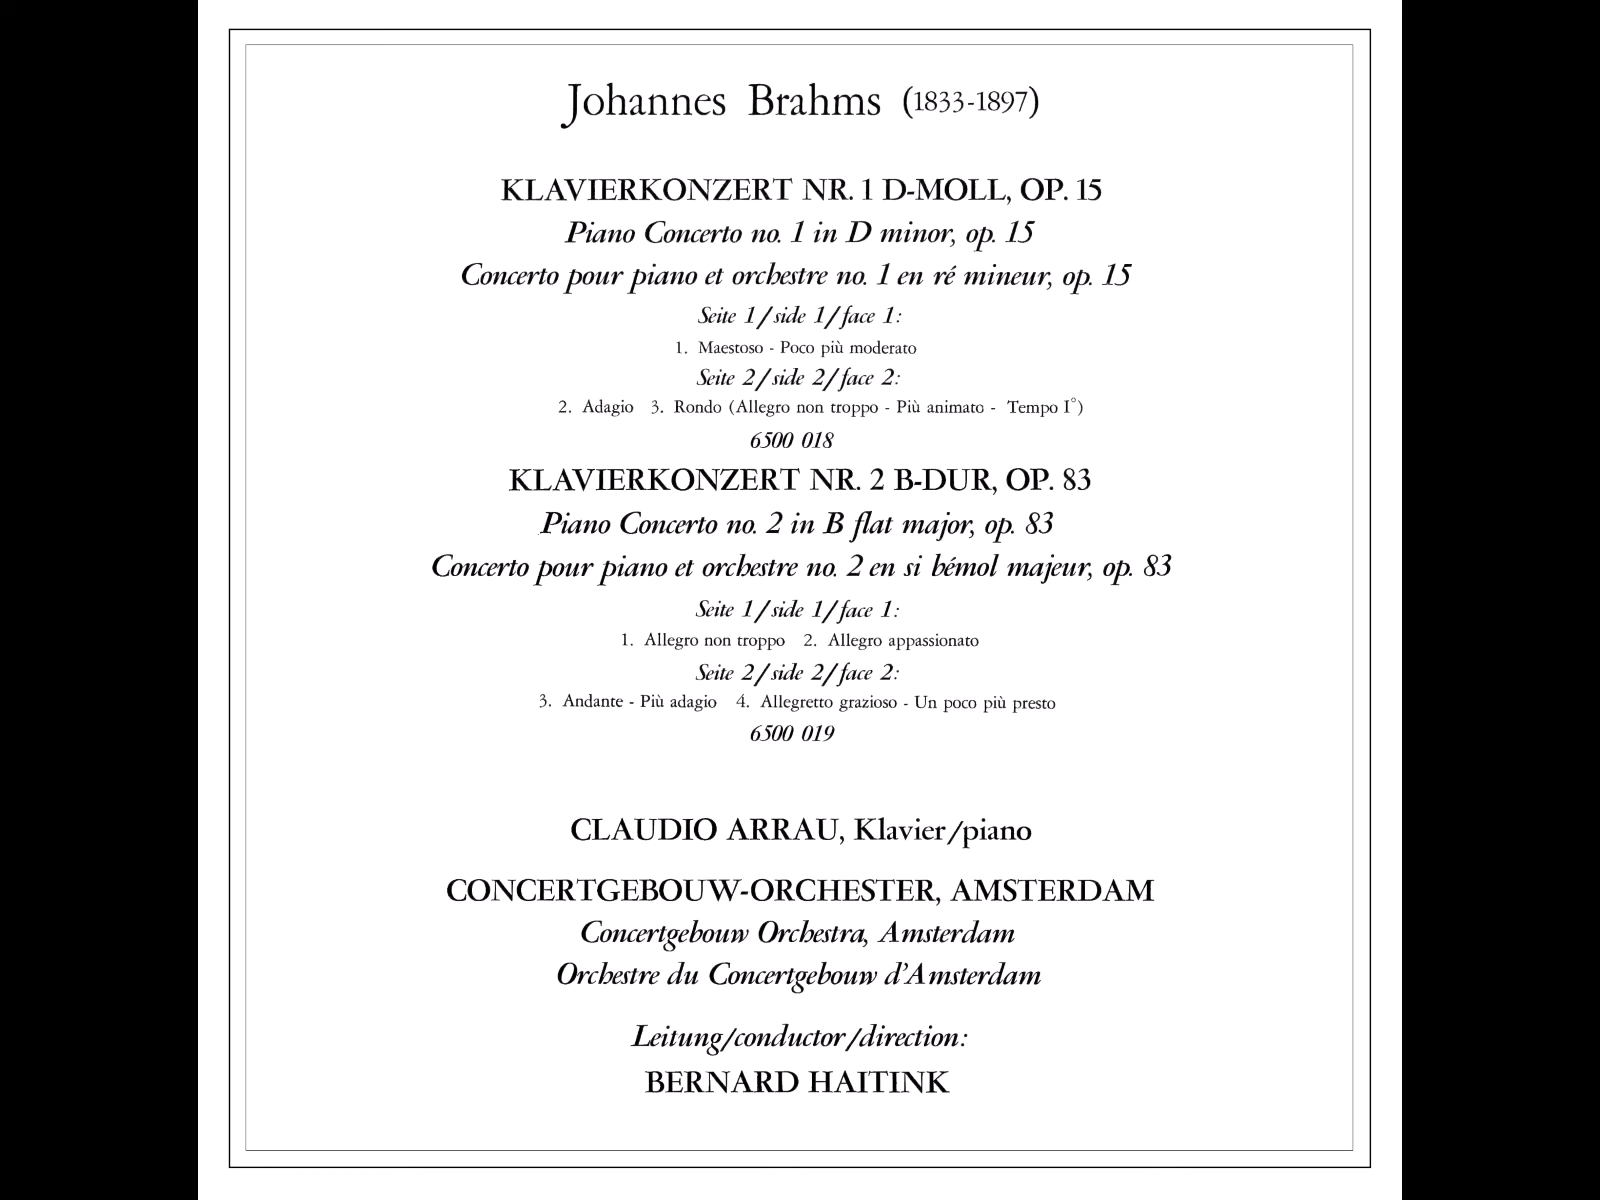 Johannes Brahms (1833-1897)
KLAVIERKONZERT NR. 1 D-MOLL, OP. 15
Piano Concerto no. 1 in D minor, op. 15
Concerto pour piano et orchestre no. 1 en ré mineur, op. 15
Seite 1/side 1/face 1:
1. Maestoso - Poco più moderato
Seite 2/side 2/face 2:
2. Adagio 3. Rondo (Allegro non troppo - Più animato - Tempo I°)
6500 018
KLAVIERKONZERT NR. 2 B-DUR, OP. 83
Piano Concerto no. 2 in B flat major, op. 83
Concerto pour piano et orchestre no. 2 en si bémol majeur, op. 83
Seite 1/side 1/face 1:
1. Allegro non troppo 2. Allegro appassionato
Seite 2/side 2/face 2:
3. Andante - Più adagio 4. Allegretto grazioso - Un poco più presto
6500 019
CLAUDIO ARRAU, Klavier/piano
CONCERTGEBOUW-ORCHESTER, AMSTERDAM
Concertgebouw Orchestra, Amsterdam
Orchestre du Concertgebouw d'Amsterdam
Leitung/conductor/direction:
BERNARD HAITINK